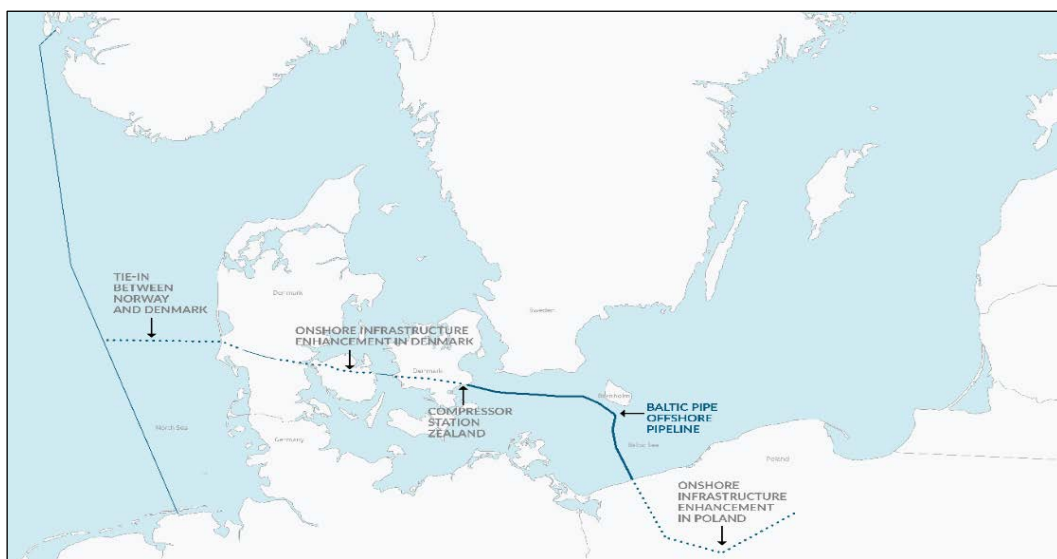 TIE-IN
BETWEEN
NORWAY
AND DENMARK
Denmark
ONSHORE INFRASTRUCTURE
ENHANCEMENT IN DENMARK
Sweden
Denmark
COMPRESSOR
STATION
ZEALAND
Bornholm
BALTIC PIPE
OFFSHORE
PIPELINE
North Sea
Germany
Baltic Sea
Poland
ONSHORE
INFRASTRUCTURE
ENHANCEMENT
IN POLAND